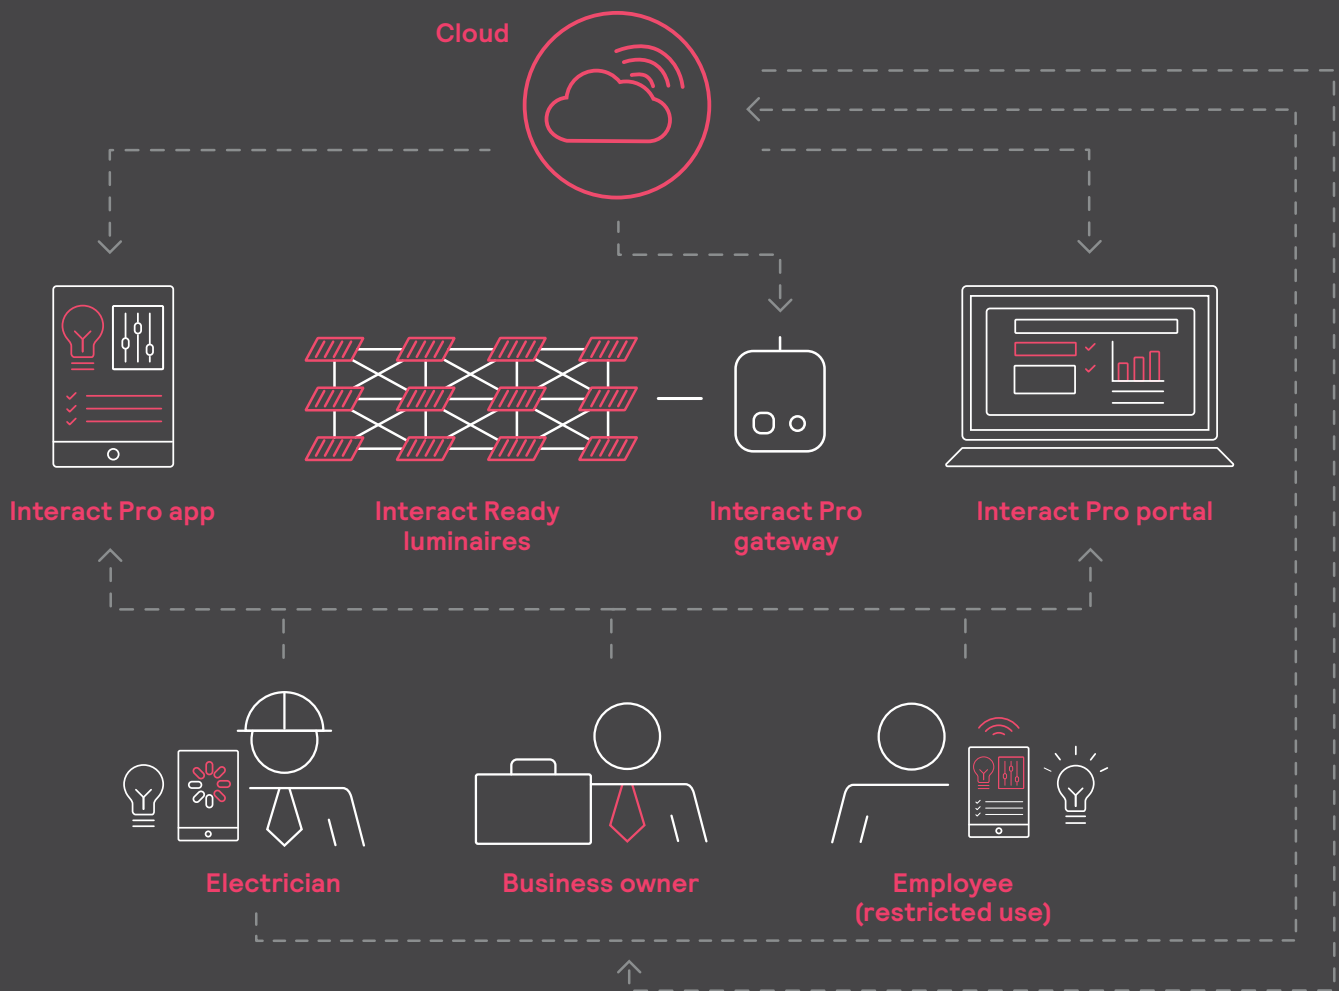 Cloud
Interact Pro app
Interact Ready
luminaires
Interact Pro
gateway
Interact Pro portal
Electrician
Business owner
Employee
(restricted use)